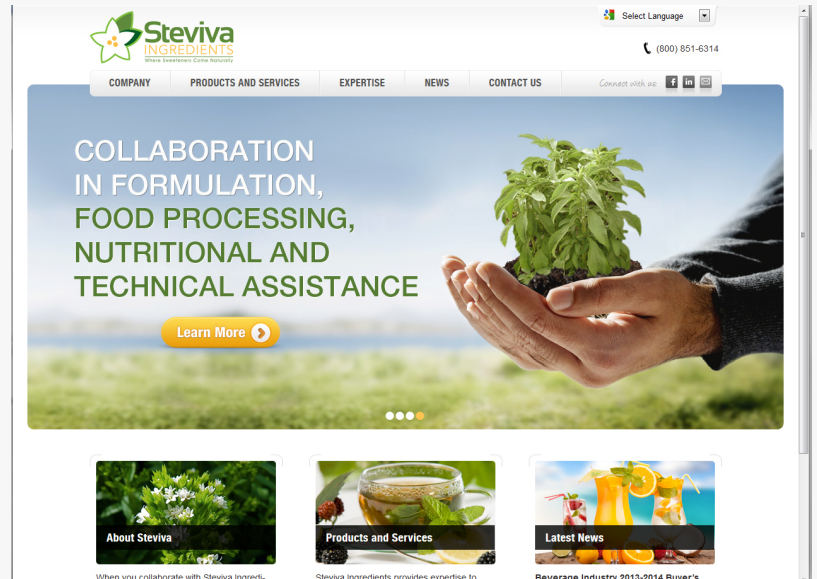 Select Language
Steviva
INGREDIENTS
Where Sweeteners Come Naturally
(800) 851-6314
COMPANY
PRODUCTS AND SERVICES
EXPERTISE
NEWS
CONTACT US
Connect with us:
COLLABORATION
IN FORMULATION,
FOOD PROCESSING,
NUTRITIONAL AND
TECHNICAL ASSISTANCE
Learn More
About Steviva
Products and Services
Latest News
When you collaborate with Steviva Ingredi-
Steviva Ingredients provides expertise to
Beverage Industry 2013-2014 Buyer's